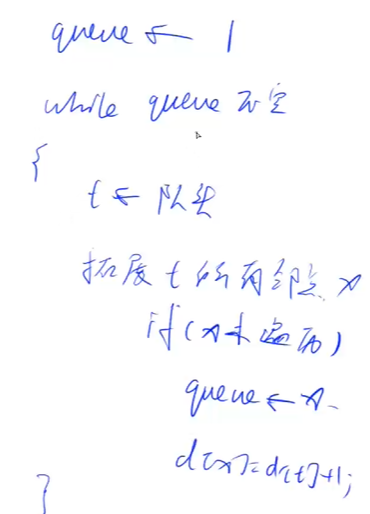 queue ← 1
while queue 不空
{
t ← 队头
拓展 t 的所有邻点 x
if (x 未遍历)
queue ← x
d[x] = d[t] + 1;
}